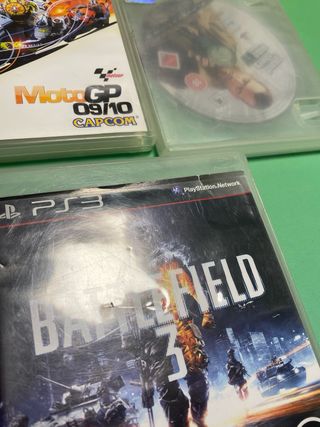 MotoGP
09/10
CAPCOM
PS3
PlayStation Network
BATTLEFIELD
3